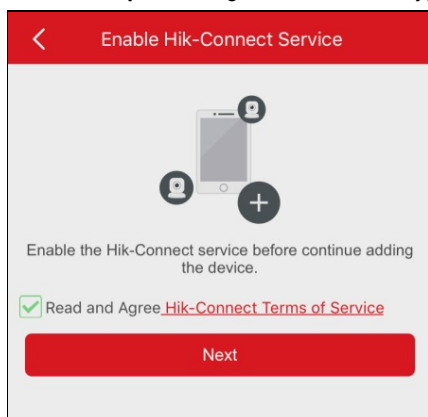 Enable Hik-Connect Service
Enable the Hik-Connect service before continue adding
the device.
Read and Agree Hik-Connect Terms of Service
Next